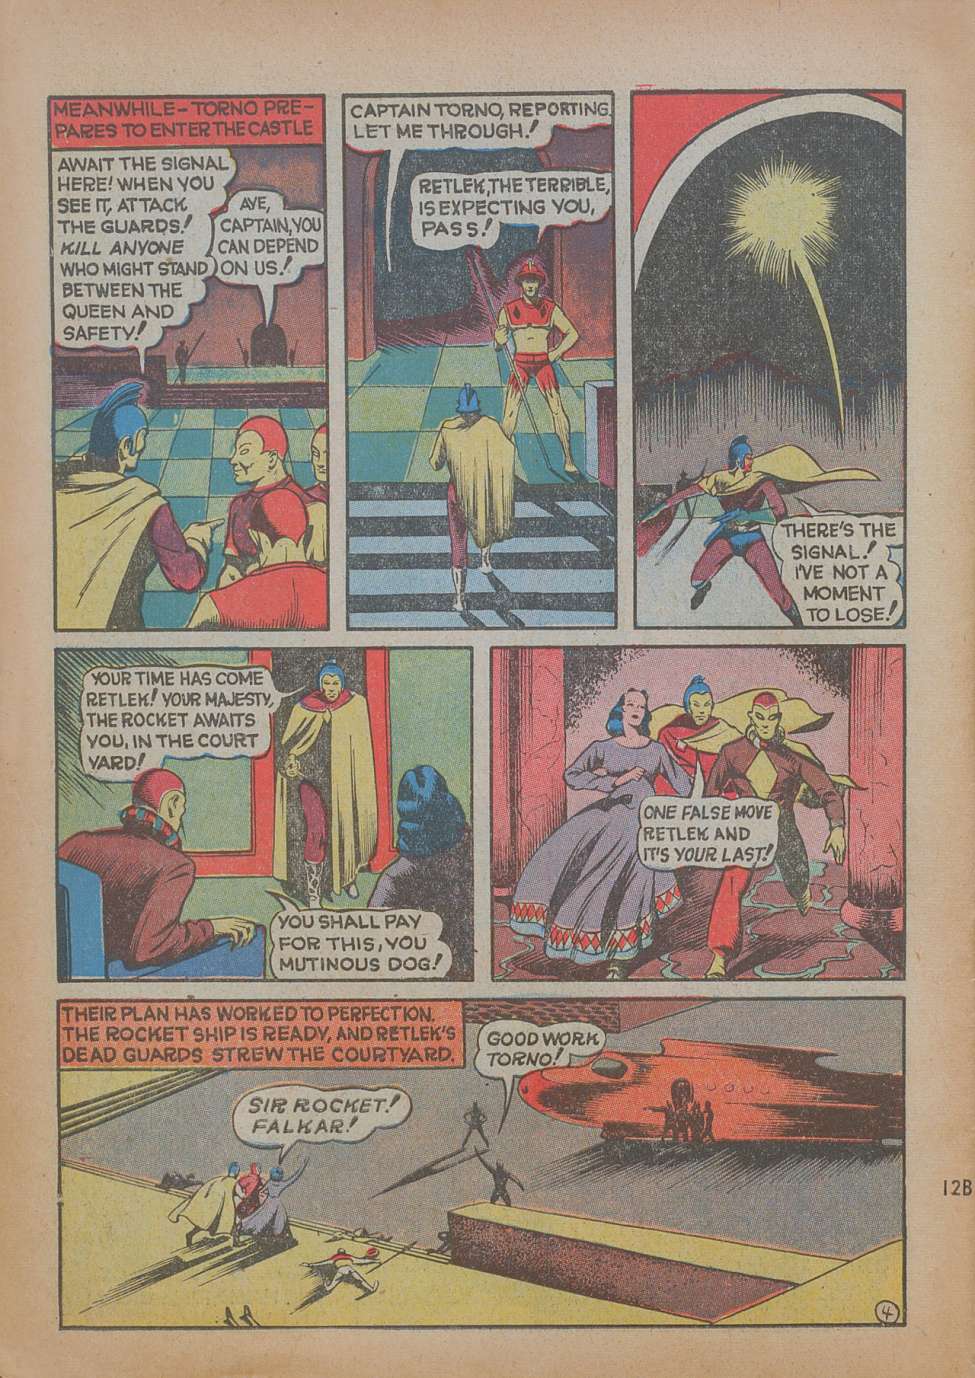 MEANWHILE-TORNO PRE-
PARES TO ENTER THE CASTLE
AWAIT THE SIGNAL
HERE! WHEN YOU
SEE IT, ATTACK
THE GUARDS!
KILL ANYONE
WHO MIGHT STAND
BETWEEN THE
QUEEN AND
SAFETY!
AYE,
CAPTAIN, YOU
CAN DEPEND
ON US!
CAPTAIN TORNO, REPORTING.
LET ME THROUGH!
RETLEK, THE TERRIBLE,
IS EXPECTING YOU,
PASS!
THERE'S THE
SIGNAL!
I'VE NOT A
MOMENT
TO LOSE!
YOUR TIME HAS COME
RETLEK! YOUR MAJESTY,
THE ROCKET AWAITS
YOU, IN THE COURT
YARD!
YOU SHALL PAY
FOR THIS, YOU
MUTINOUS DOG!
ONE FALSE MOVE
RETLEK AND
IT'S YOUR LAST!
THEIR PLAN HAS WORKED TO PERFECTION.
THE ROCKET SHIP IS READY, AND RETLEK'S
DEAD GUARDS STREW THE COURTYARD.
GOOD WORK
TORNO!
SIR ROCKET!
FALKAR!
12B
4